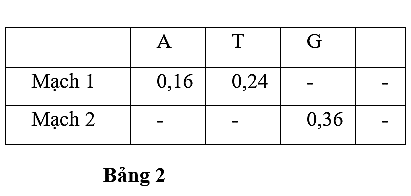 A T G
Mạch 1 0,16 0,24 - -
Mạch 2 - - 0,36 -
Bảng 2